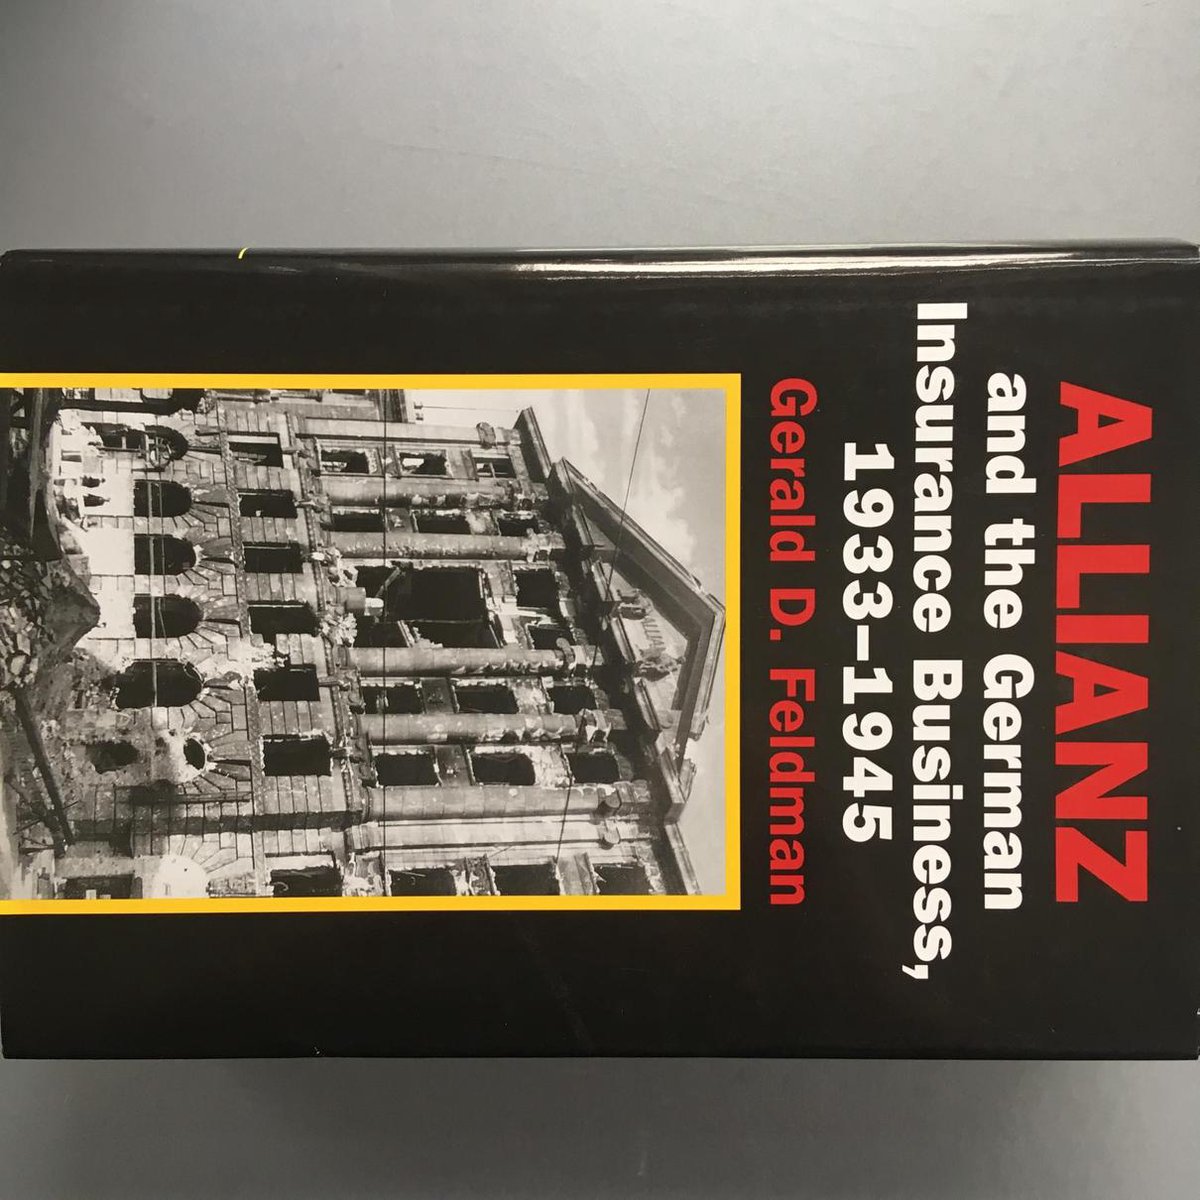 ALLIANZ
and the German
Insurance Business,
1933-1945
Gerald D. Feldman